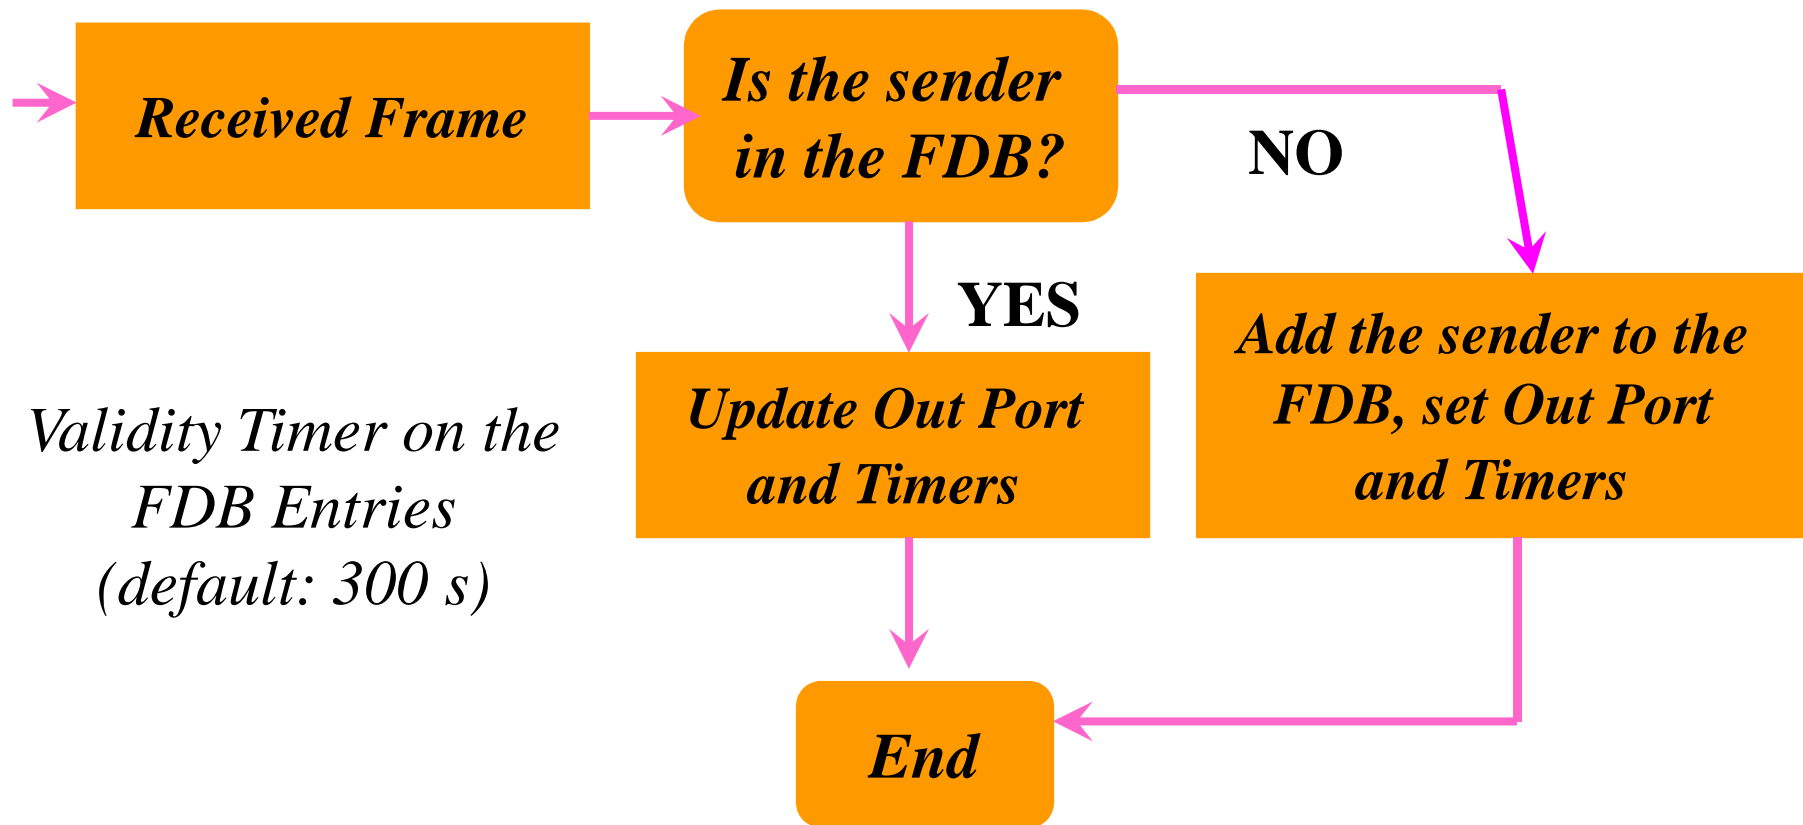 Received Frame
Is the sender
in the FDB?
NO
YES
Add the sender to the
FDB, set Out Port
and Timers
Update Out Port
and Timers
Validity Timer on the
FDB Entries
(default: 300 s)
End